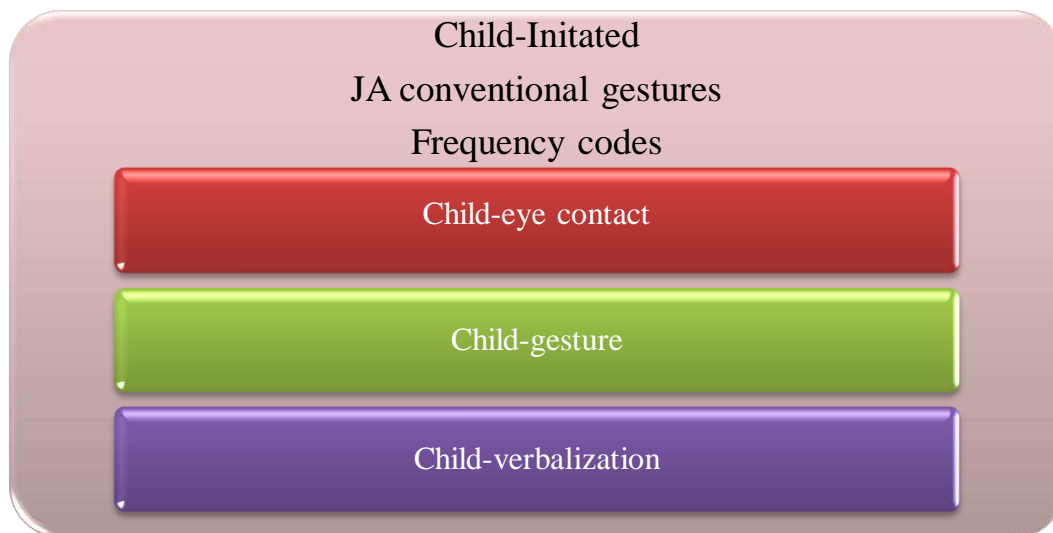 Child-Initated
JA conventional gestures
Frequency codes
Child-eye contact
Child-gesture
Child-verbalization